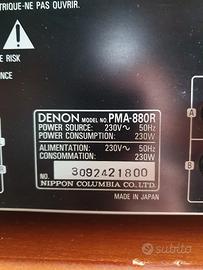 TRIQUE-NE PAS OUVRIR.
E RISK
ANCE
DENON MODEL NO. PMA-880R
POWER SOURCE: 230V~ 50Hz
POWER CONSUMPTION: 230W
ALIMENTATION: 230V~ 50Hz
CONSOMMATION: 230W
NO. 3092421800
NIPPON COLUMBIA CO., LTD.
MADE IN JAPAN
A
B
subito